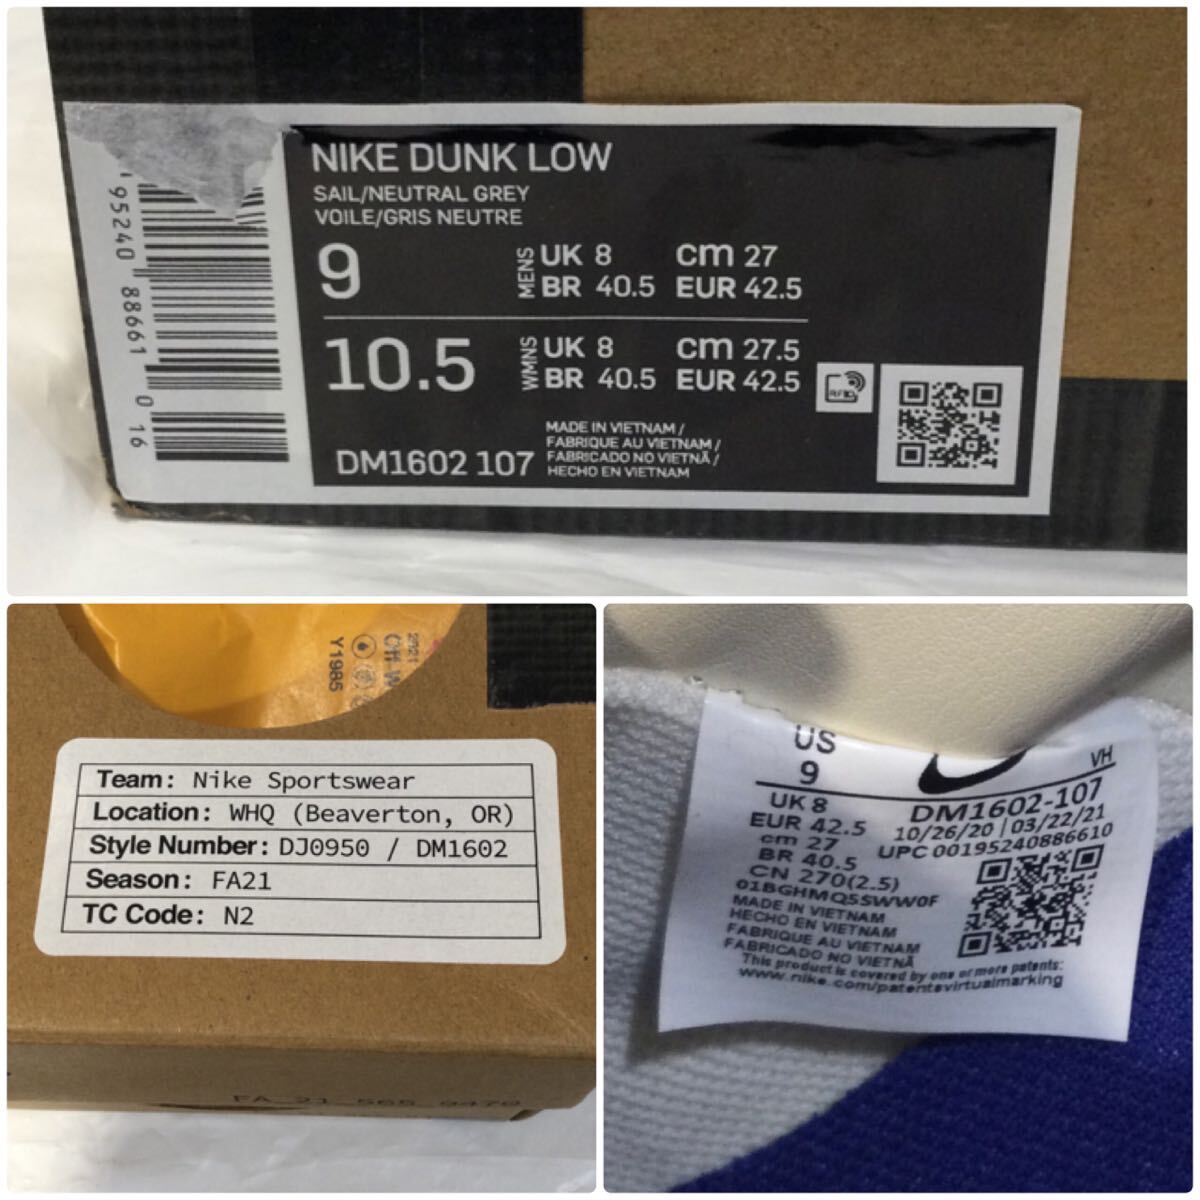 NIKE DUNK LOW
SAIL/NEUTRAL GREY
VOILE/GRIS NEUTRE
9
MENS
UK 8 cm 27
BR 40.5 EUR 42.5
10.5
WMNS
UK 8 cm 27.5
BR 40.5 EUR 42.5
DM1602 107
MADE IN VIETNAM /
FABRIQUE AU VIETNAM /
FABRICADO NO VIETNÃ /
HECHO EN VIETNAM
RFID
95240 88661 0 16
2021
Y1985
Team: Nike Sportswear
Location: WHQ (Beaverton, OR)
Style Number: DJ0950 / DM1602
Season: FA21
TC Code: N2
US
9
VH
UK 8
EUR 42.5
cm 27
BR 40.5
CN 270(2.5)
DM1602-107
10/26/20 | 03/22/21
UPC 00195240886610
01BGHMQ5SWW0F
MADE IN VIETNAM
HECHO EN VIETNAM
FABRIQUE AU VIETNAM
FABRICADO NO VIETNÃ
This product is covered by one or more patents:
www.nike.com/patentsvirtualmarking